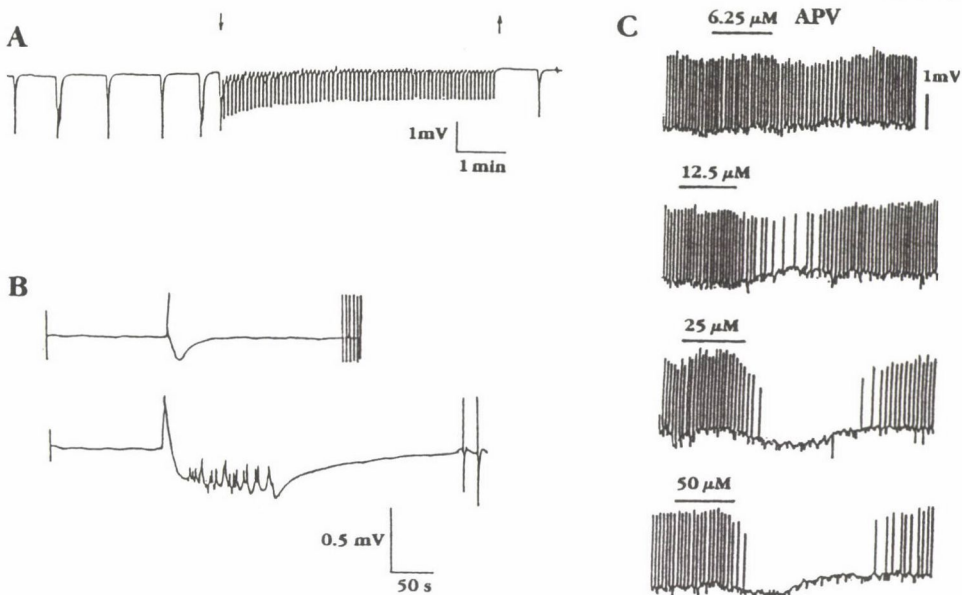 A
1mV
1 min
B
0.5 mV
50 s
C
6.25 μM APV
1mV
12.5 μM
25 μM
50 μM